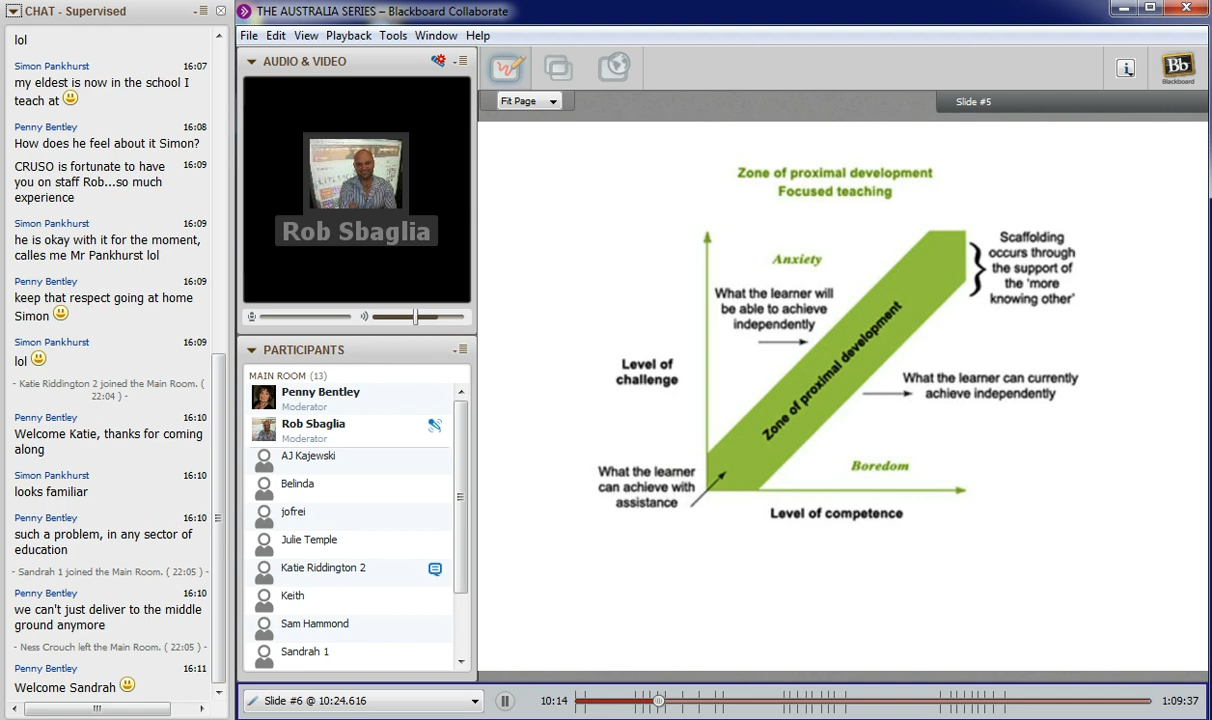 CHAT - Supervised
lol
Simon Pankhurst 16:07
my eldest is now in the school I
teach at
Penny Bentley 16:08
How does he feel about it Simon?
CRUSO is fortunate to have 16:09
you on staff Rob...so much
experience
Simon Pankhurst 16:09
he is okay with it for the moment,
calls me Mr Pankhurst lol
Penny Bentley 16:09
keep that respect going at home
Simon
Simon Pankhurst 16:09
lol
- Katie Riddington 2 joined the Main Room. (
22:04 ) -
Penny Bentley 16:10
Welcome Katie, thanks for coming
along
Simon Pankhurst 16:10
looks familiar
Penny Bentley 16:10
such a problem, in any sector of
education
- Sandrah 1 joined the Main Room. ( 22:05 ) -
Penny Bentley 16:10
we can't just deliver to the middle
ground anymore
- Ness Crouch left the Main Room. ( 22:05 ) -
Penny Bentley 16:11
Welcome Sandrah
THE AUSTRALIA SERIES – Blackboard Collaborate
File Edit View Playback Tools Window Help
AUDIO & VIDEO
Rob Sbaglia
PARTICIPANTS
MAIN ROOM (13)
Penny Bentley
Moderator
Rob Sbaglia
Moderator
AJ Kajewski
Belinda
jofrei
Julie Temple
Katie Riddington 2
Keith
Sam Hammond
Sandrah 1
Bb
Blackboard
Fit Page
Slide #5
Zone of proximal development
Focused teaching
Anxiety
What the learner will
be able to achieve
independently
Scaffolding
occurs through
the support of
the 'more
knowing other'
Level of
challenge
Zone of proximal development
What the learner can currently
achieve independently
Boredom
What the learner
can achieve with
assistance
Level of competence
Slide #6 @ 10:24.616
10:14
1:09:37